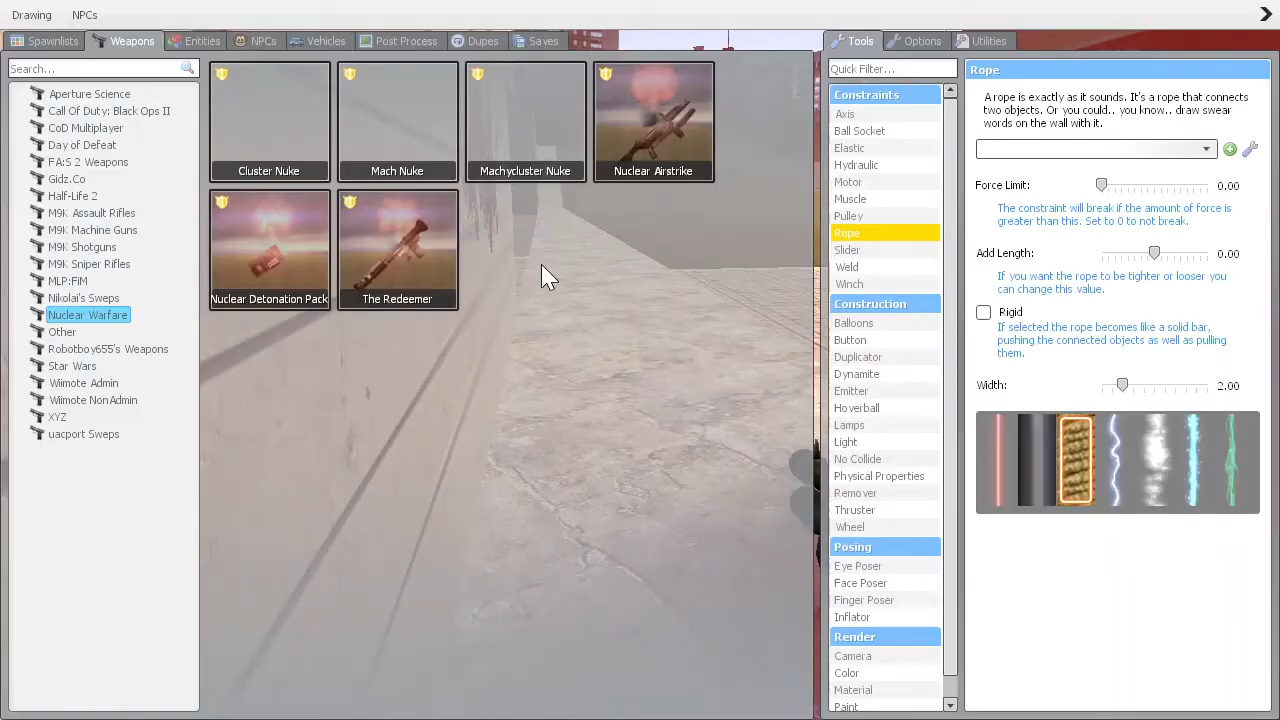 Drawing
NPCs
Spawnlists
Weapons
Entities
NPCs
Vehicles
Post Process
Dupes
Saves
Search...
Aperture Science
Call Of Duty: Black Ops II
CoD Multiplayer
Day of Defeat
F.A.S 2 Weapons
Gidz.Co
Half-Life 2
M9K Assault Rifles
M9K Machine Guns
M9K Shotguns
M9K Sniper Rifles
MLP:FiM
Nikolai's Sweps
Nuclear Warfare
Other
Robotboy655's Weapons
Star Wars
Wiimote Admin
Wiimote NonAdmin
XYZ
uacport Sweps
Cluster Nuke
Mach Nuke
Machycluster Nuke
Nuclear Airstrike
Nuclear Detonation Pack
The Redeemer
Tools
Options
Utilities
Quick Filter...
Constraints
Axis
Ball Socket
Elastic
Hydraulic
Motor
Muscle
Pulley
Rope
Slider
Weld
Winch
Construction
Balloons
Button
Duplicator
Dynamite
Emitter
Hoverball
Lamps
Light
No Collide
Physical Properties
Remover
Thruster
Wheel
Posing
Eye Poser
Face Poser
Finger Poser
Inflator
Render
Camera
Color
Material
Paint
Rope
A rope is exactly as it sounds. It's a rope that connects
two objects. Or you could.. you know.. draw swear
words on the wall with it.
Force Limit:
0.00
The constraint will break if the amount of force is
greater than this. Set to 0 to not break.
Add Length:
0.00
If you want the rope to be tighter or looser you
can change this value.
Rigid
If selected the rope becomes like a solid bar,
pushing the connected objects as well as pulling
them.
Width:
2.00